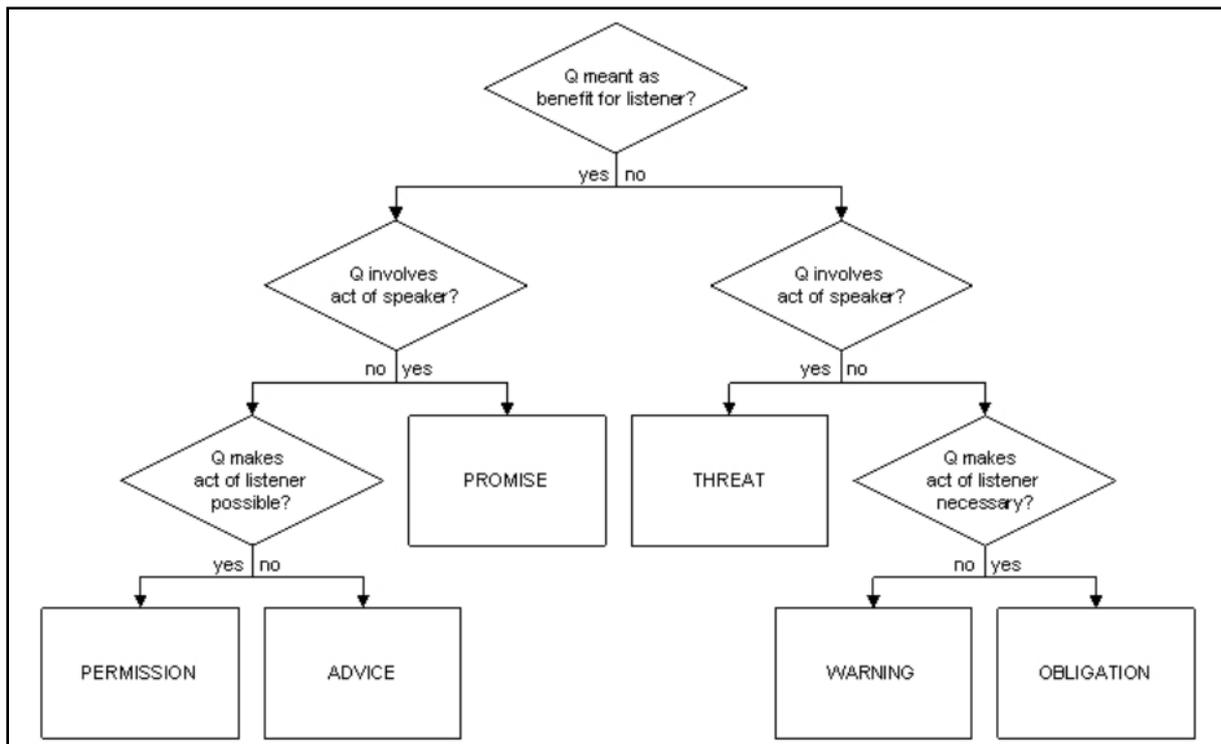 Q meant as
benefit for listener?
yes no
Q involves
act of speaker?
Q involves
act of speaker?
no yes
yes no
Q makes
act of listener
possible?
PROMISE
THREAT
Q makes
act of listener
necessary?
yes no
no yes
PERMISSION
ADVICE
WARNING
OBLIGATION